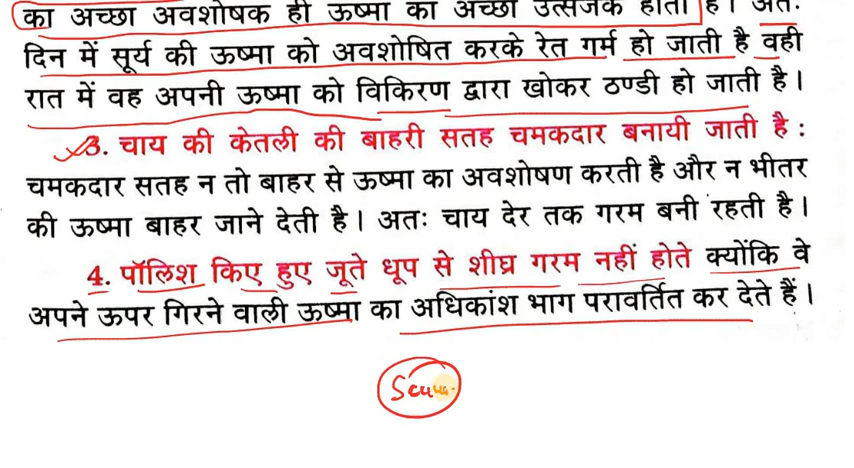 का अच्छा अवशोषक ही ऊष्मा का अच्छा उत्सर्जक होता है। अतः
दिन में सूर्य की ऊष्मा को अवशोषित करके रेत गर्म हो जाती है वही
रात में वह अपनी ऊष्मा को विकिरण द्वारा खोकर ठण्डी हो जाती है।
3. चाय की केतली की बाहरी सतह चमकदार बनायी जाती है :
चमकदार सतह न तो बाहर से ऊष्मा का अवशोषण करती है और न भीतर
की ऊष्मा बाहर जाने देती है। अतः चाय देर तक गरम बनी रहती है।
4. पॉलिश किए हुए जूते धूप से शीघ्र गरम नहीं होते क्योंकि वे
अपने ऊपर गिरने वाली ऊष्मा का अधिकांश भाग परावर्तित कर देते हैं।